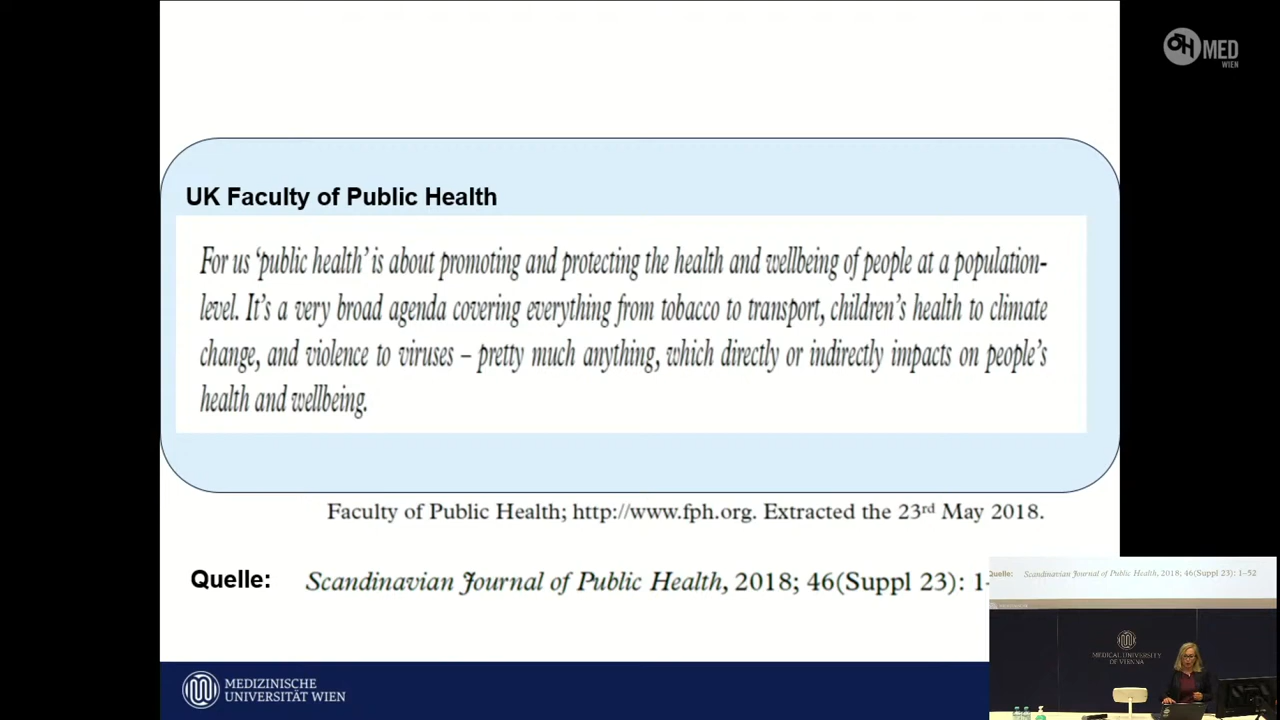 ÖH MED
WIEN
UK Faculty of Public Health
For us ‘public health’ is about promoting and protecting the health and wellbeing of people at a population-
level. It’s a very broad agenda covering everything from tobacco to transport, children’s health to climate
change, and violence to viruses – pretty much anything, which directly or indirectly impacts on people’s
health and wellbeing.
Faculty of Public Health; http://www.fph.org. Extracted the 23rd May 2018.
Quelle: Scandinavian Journal of Public Health, 2018; 46(Suppl 23): 1-
Quelle: Scandinavian Journal of Public Health, 2018; 46(Suppl 23): 1–52
MEDICAL UNIVERSITY
OF VIENNA
MEDIZINISCHE
UNIVERSITÄT WIEN